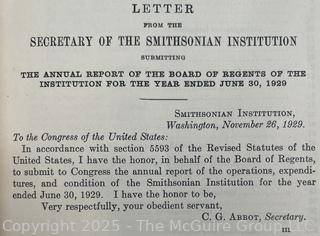 LETTER
FROM THE
SECRETARY OF THE SMITHSONIAN INSTITUTION
SUBMITTING
THE ANNUAL REPORT OF THE BOARD OF REGENTS OF THE
INSTITUTION FOR THE YEAR ENDED JUNE 30, 1929
SMITHSONIAN INSTITUTION,
Washington, November 26, 1929.
To the Congress of the United States:
In accordance with section 5593 of the Revised Statutes of the
United States, I have the honor, in behalf of the Board of Regents,
to submit to Congress the annual report of the operations, expendi-
tures, and condition of the Smithsonian Institution for the year
ended June 30, 1929. I have the honor to be,
Very respectfully, your obedient servant,
C. G. ABBOT, Secretary.
III
Copyright 2025 - The McGuire Group